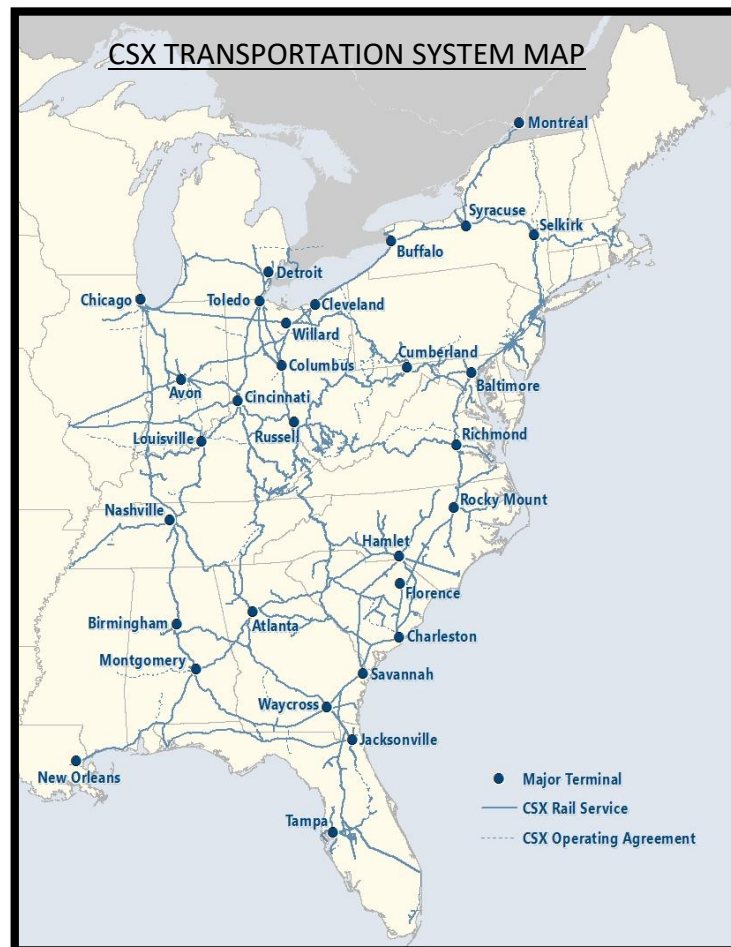 CSX TRANSPORTATION SYSTEM MAP
Montréal
Syracuse
Selkirk
Buffalo
Detroit
Chicago
Toledo
Cleveland
Willard
Columbus
Cumberland
Baltimore
Avon
Cincinnati
Louisville
Russell
Richmond
Nashville
Rocky Mount
Hamlet
Florence
Birmingham
Atlanta
Charleston
Montgomery
Savannah
Waycross
Jacksonville
New Orleans
Tampa
Major Terminal
CSX Rail Service
CSX Operating Agreement